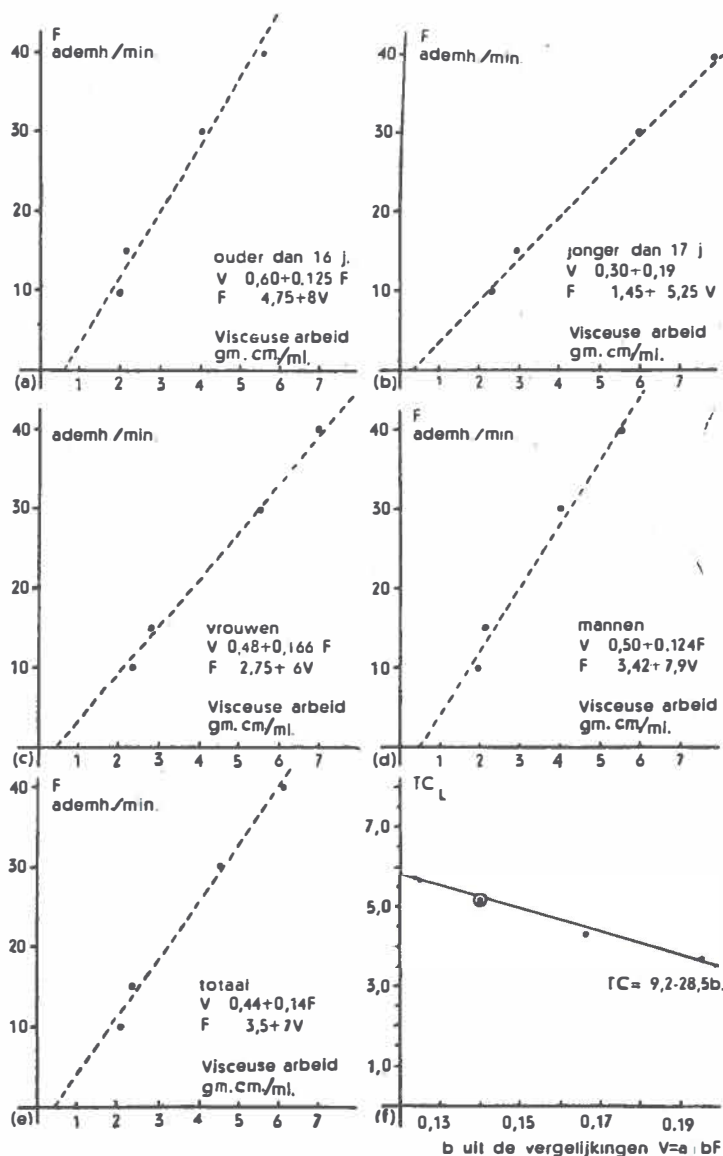 F
ademh/min.
40
30
20
10
ouder dan 16 j.
V 0,60+0.125 F
F 4,75+8V
Visceuse arbeid
gm.cm/ml.
(a) 1 2 3 4 5 6 7
F
ademh/min.
40
30
20
10
jonger dan 17 j
V 0,30+0,19
F 1,45+ 5,25 V
Visceuse arbeid
gm.cm/ml.
(b) 1 2 3 4 5 6 7
ademh/min.
40
30
20
10
vrouwen
V 0,48+0,166 F
F 2,75+ 6V
Visceuse arbeid
gm.cm/ml.
(c) 1 2 3 4 5 6 7
F
ademh/min
40
30
20
10
mannen
V 0,50+0.124F
F 3,42+7,9V
Visceuse arbeid
gm.cm/ml.
(d) 1 2 3 4 5 6 7
F
ademh/min.
40
30
20
10
totaal
V 0,44+0,14F
F 3,5+7V
Visceuse arbeid
gm.cm/ml.
(e) 1 2 3 4 5 6 7
TC L
7,0
5,0
3,0
1,0
TC= 9,2-28,5b.
(f) 0,13 0,15 0,17 0,19
b uit de vergelijkingen V=a+bF